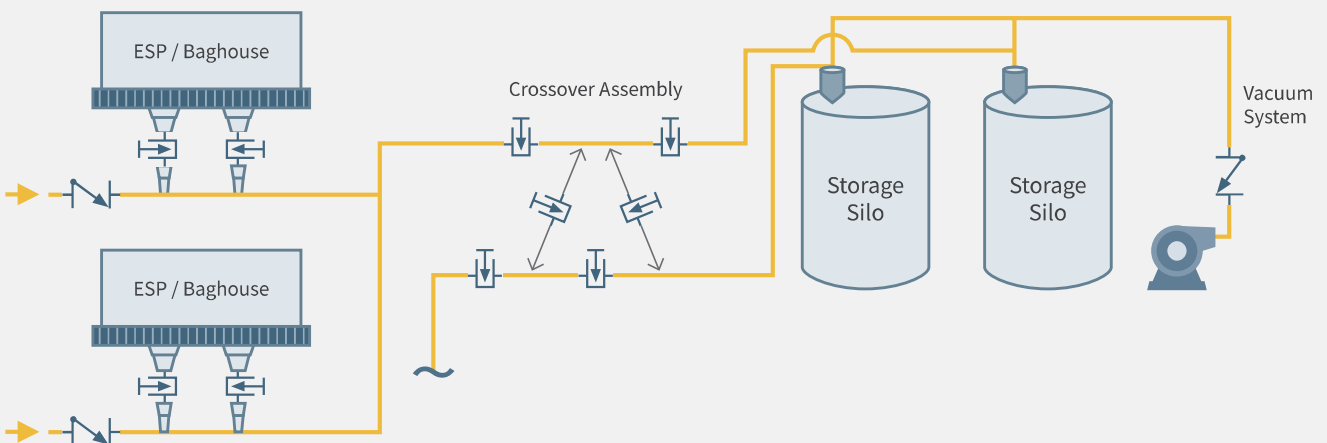 ESP / Baghouse
Crossover Assembly
Vacuum
System
Storage
Silo
Storage
Silo
ESP / Baghouse